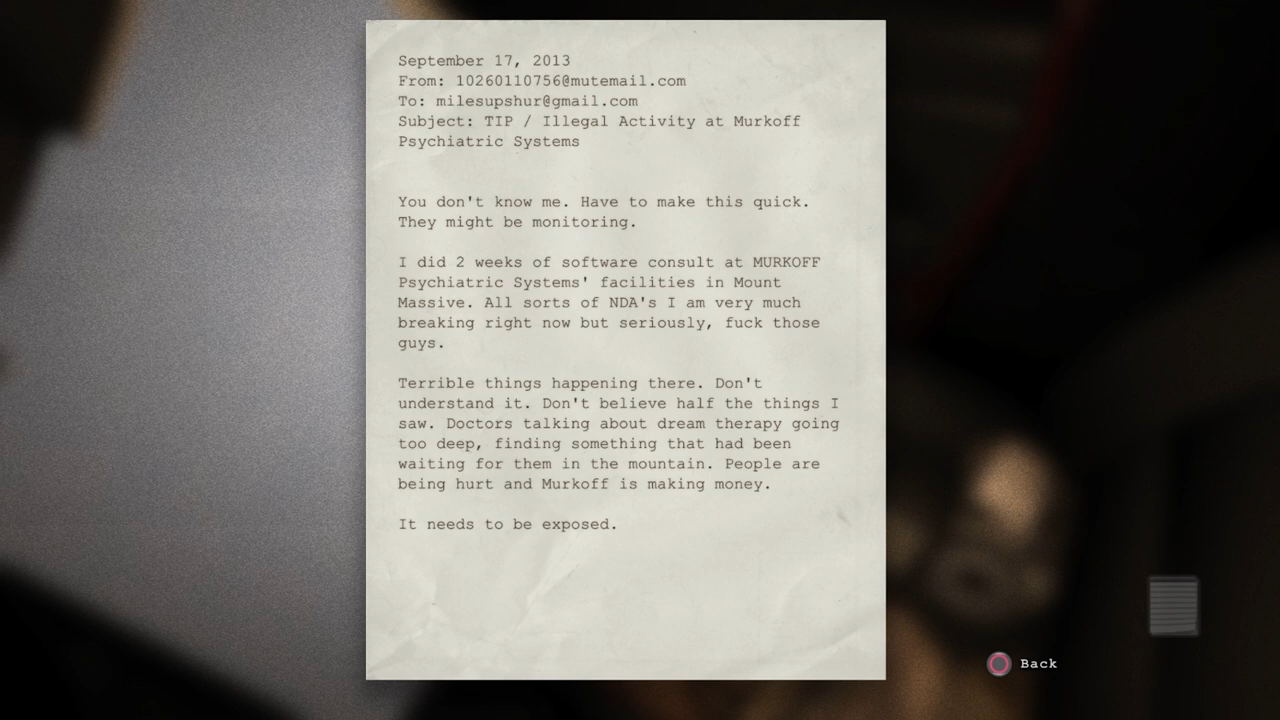 September 17, 2013
From: 10260110756@mutemail.com
To: milesupshur@gmail.com
Subject: TIP / Illegal Activity at Murkoff
Psychiatric Systems
You don't know me. Have to make this quick.
They might be monitoring.
I did 2 weeks of software consult at MURKOFF
Psychiatric Systems' facilities in Mount
Massive. All sorts of NDA's I am very much
breaking right now but seriously, fuck those
guys.
Terrible things happening there. Don't
understand it. Don't believe half the things I
saw. Doctors talking about dream therapy going
too deep, finding something that had been
waiting for them in the mountain. People are
being hurt and Murkoff is making money.
It needs to be exposed.
Back